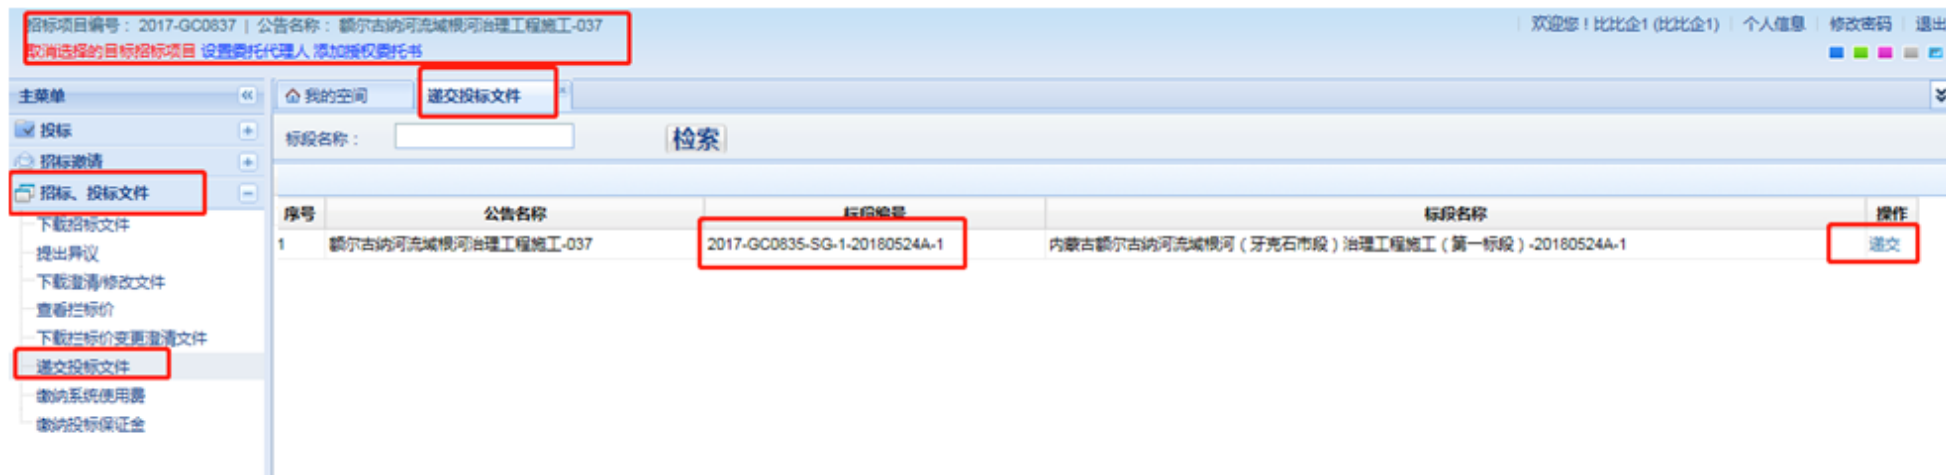 招标项目编号： 2017-GC0837 | 公告名称： 额尔古纳河流域根河治理工程施工-037
欢迎您！比比企1 (比比企1) 个人信息 修改密码 退出
取消选择的目标招标项目 设置委托代理人 添加授权委托书
主菜单
我的空间 递交投标文件
投标
标段名称： 检索
招标邀请
招标、投标文件
序号 公告名称 标段编号 标段名称 操作
下载招标文件
1 额尔古纳河流域根河治理工程施工-037 2017-GC0835-SG-1-20180524A-1 内蒙古额尔古纳河流域根河（牙克石市段）治理工程施工（第一标段）-20180524A-1 递交
提出异议
下载澄清/修改文件
查看拦标价
下载拦标价变更澄清文件
递交投标文件
缴纳系统使用费
缴纳投标保证金